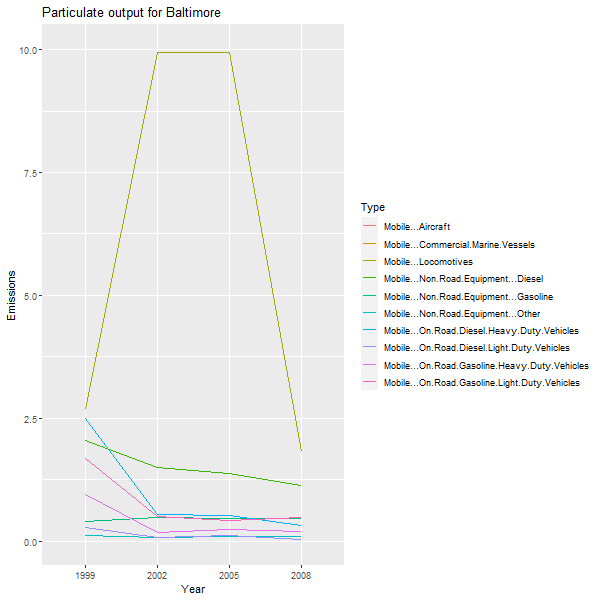 Particulate output for Baltimore
10.0
7.5
5.0
2.5
0.0
Emissions
1999 2002 2005 2008
Year
Type
Mobile...Aircraft
Mobile...Commercial.Marine.Vessels
Mobile...Locomotives
Mobile...Non.Road.Equipment...Diesel
Mobile...Non.Road.Equipment...Gasoline
Mobile...Non.Road.Equipment...Other
Mobile...On.Road.Diesel.Heavy.Duty.Vehicles
Mobile...On.Road.Diesel.Light.Duty.Vehicles
Mobile...On.Road.Gasoline.Heavy.Duty.Vehicles
Mobile...On.Road.Gasoline.Light.Duty.Vehicles